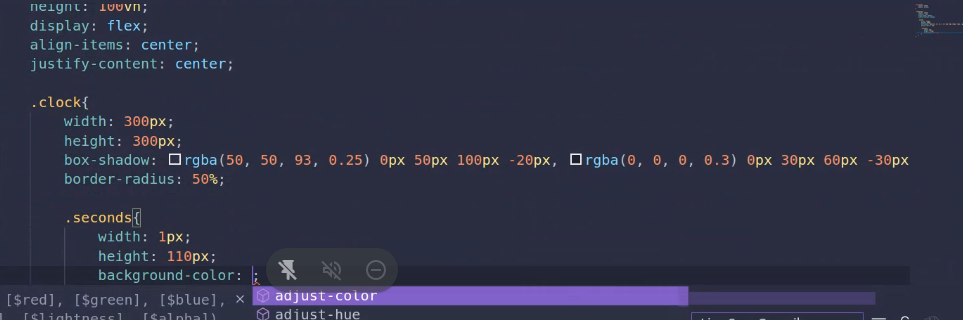 height: 100vh;
display: flex;
align-items: center;
justify-content: center;
.clock{
width: 300px;
height: 300px;
box-shadow: rgba(50, 50, 93, 0.25) 0px 50px 100px -20px, rgba(0, 0, 0, 0.3) 0px 30px 60px -30px
border-radius: 50%;
.seconds{
width: 1px;
height: 110px;
background-color: ;
[$red], [$green], [$blue], ×
adjust-color
[$lightness], [$alpha])
adjust-hue